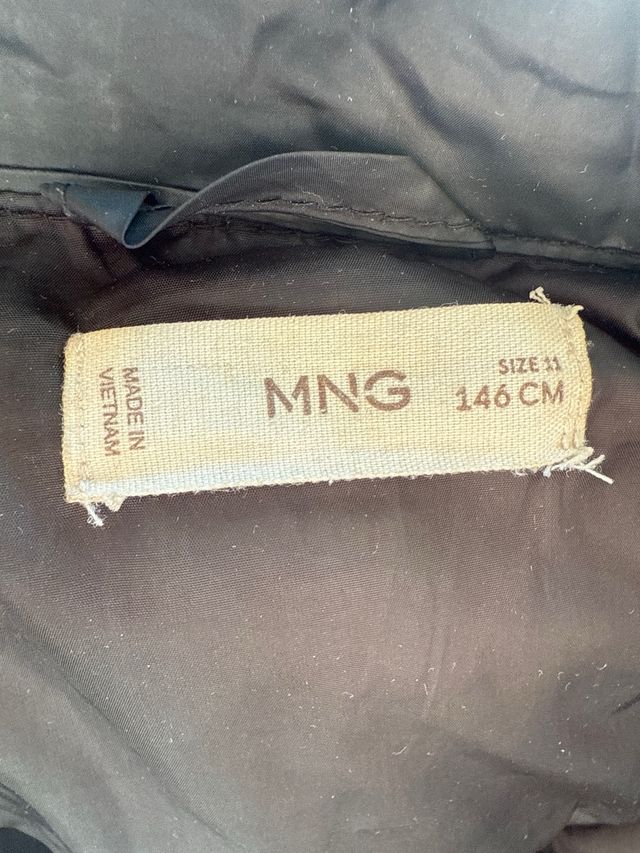 MADE IN
VIETNAM
MNG
SIZE 11
146 CM